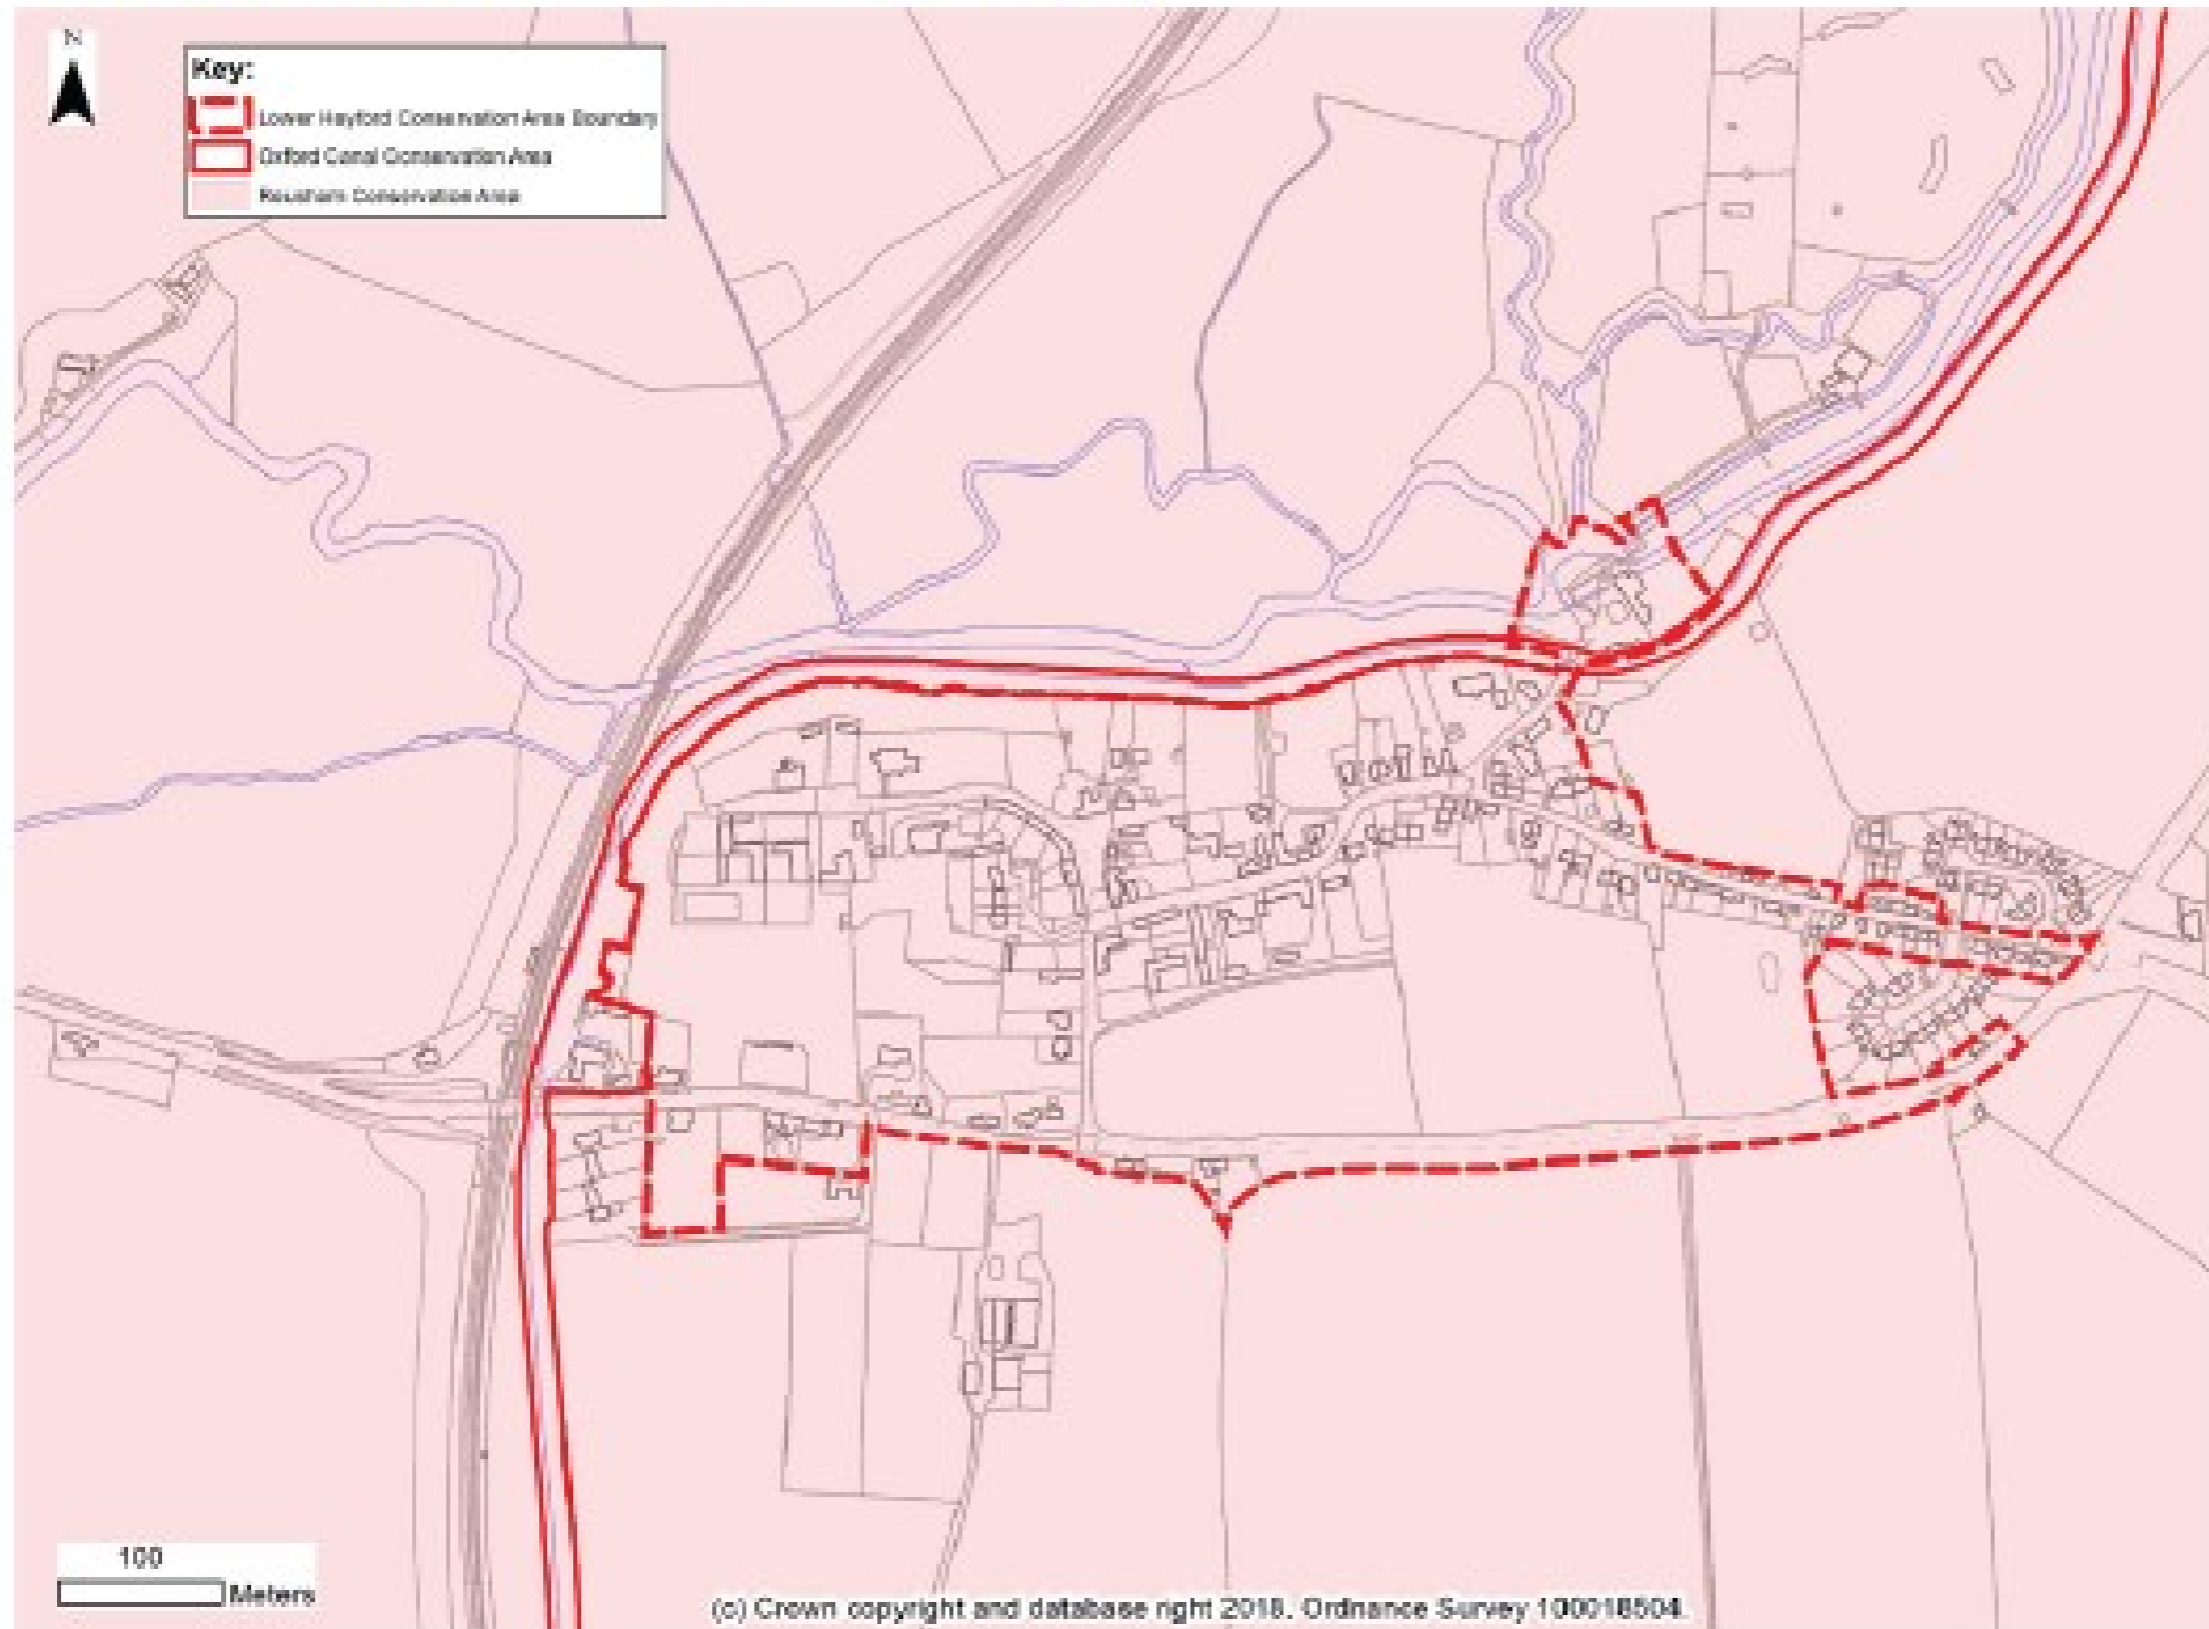 N
Key:
Lower Heyford Conservation Area Boundary
Oxford Canal Conservation Area
Rousham Conservation Area
100
Meters
(c) Crown copyright and database right 2018. Ordnance Survey 100018504.